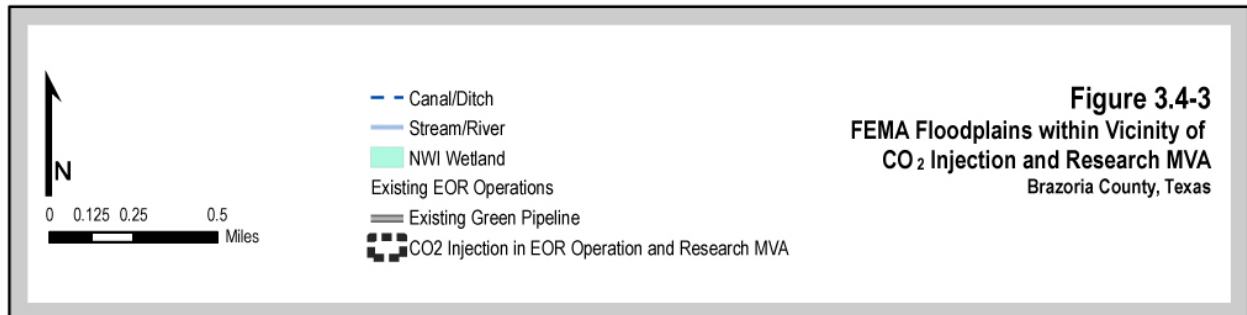 N
0 0.125 0.25 0.5
Miles
Canal/Ditch
Stream/River
NWI Wetland
Existing EOR Operations
Existing Green Pipeline
CO2 Injection in EOR Operation and Research MVA
Figure 3.4-3
FEMA Floodplains within Vicinity of
CO₂ Injection and Research MVA
Brazoria County, Texas